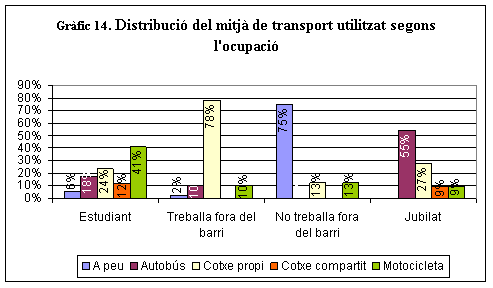 Gràfic 14. Distribució del mitjà de transport utilitzat segons
l'ocupació
90%
80%
70%
60%
50%
40%
30%
20%
10%
0%
6%
18%
24%
12%
41%
2%
10
78%
10%
75%
13%
13%
55%
27%
9%
9%
Estudiant
Treballa fora del
barri
No treballa fora
del barri
Jubilat
A peu
Autobús
Cotxe propi
Cotxe compartit
Motocicleta